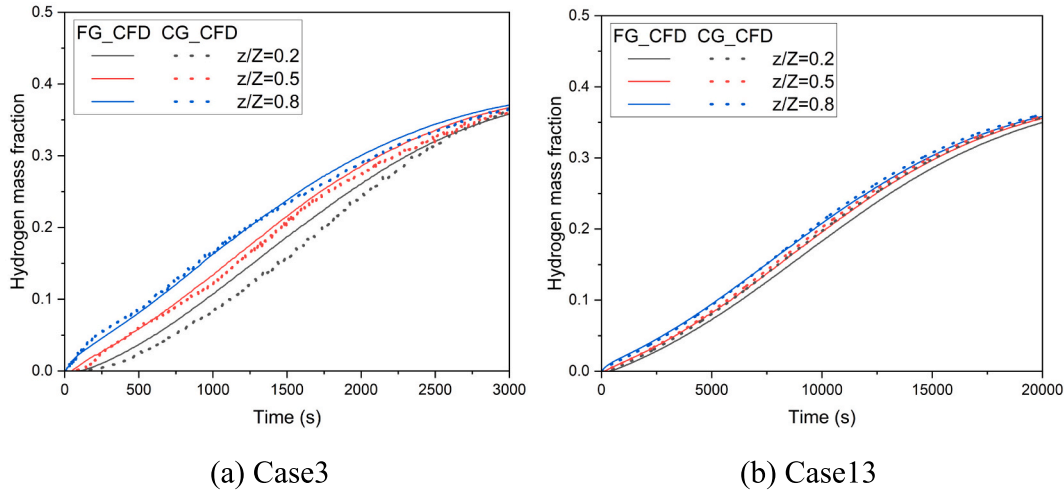 0.5
FG_CFD CG_CFD
z/Z=0.2
z/Z=0.5
z/Z=0.8
0.4
0.3
0.2
0.1
0.0
Hydrogen mass fraction
0 500 1000 1500 2000 2500 3000
Time (s)
(a) Case3
0.5
FG_CFD CG_CFD
z/Z=0.2
z/Z=0.5
z/Z=0.8
0.4
0.3
0.2
0.1
0.0
Hydrogen mass fraction
0 5000 10000 15000 20000
Time (s)
(b) Case13